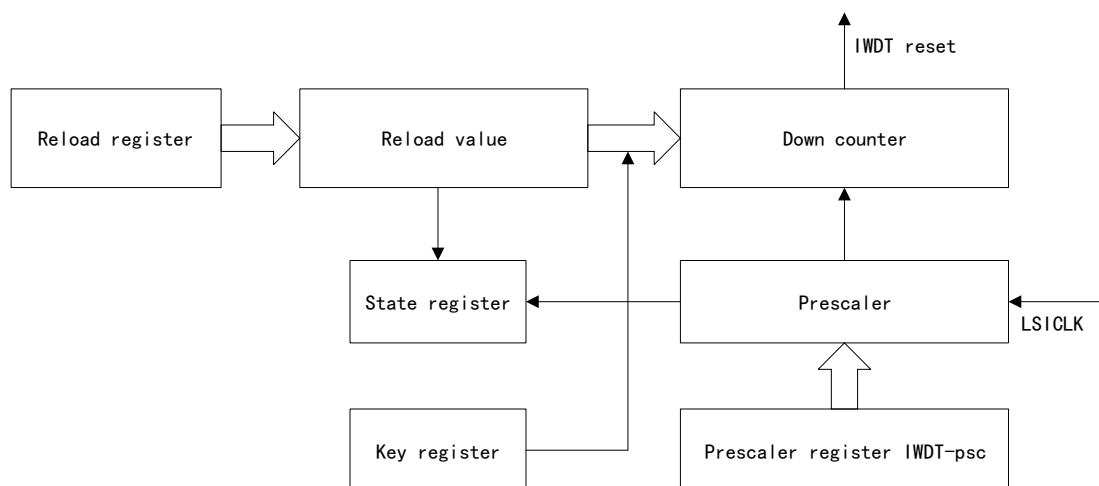 IWDT reset
Reload register
Reload value
Down counter
State register
Prescaler
LSICLK
Key register
Prescaler register IWDT-psc